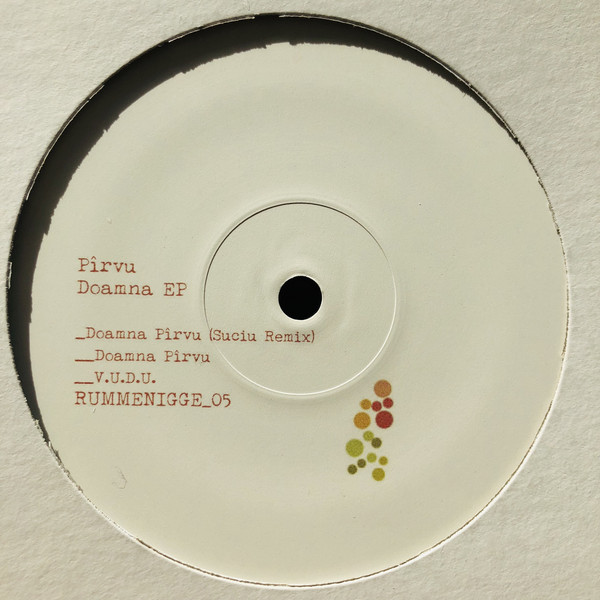 Pîrvu
Doamna EP
_Doamna Pîrvu (Suciu Remix)
__Doamna Pîrvu
__V.U.D.U.
RUMMENIGGE_05